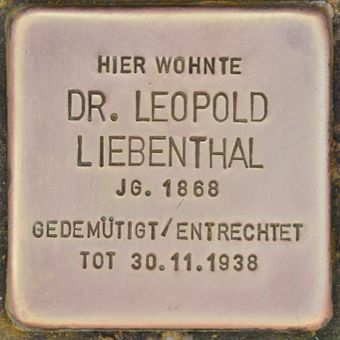 HIER WOHNTE
DR. LEOPOLD
LIEBENTHAL
JG. 1868
GEDEMÜTIGT/ENTRECHTET
TOT 30.11.1938